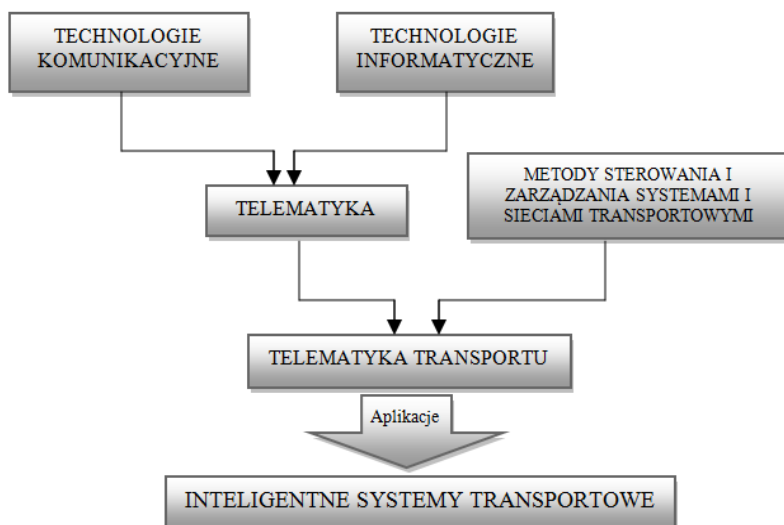 TECHNOLOGIE
KOMUNIKACYJNE
TECHNOLOGIE
INFORMATYCZNE
TELEMATYKA
METODY STEROWANIA I
ZARZĄDZANIA SYSTEMAMI I
SIECIAMI TRANSPORTOWYMI
TELEMATYKA TRANSPORTU
Aplikacje
INTELIGENTNE SYSTEMY TRANSPORTOWE